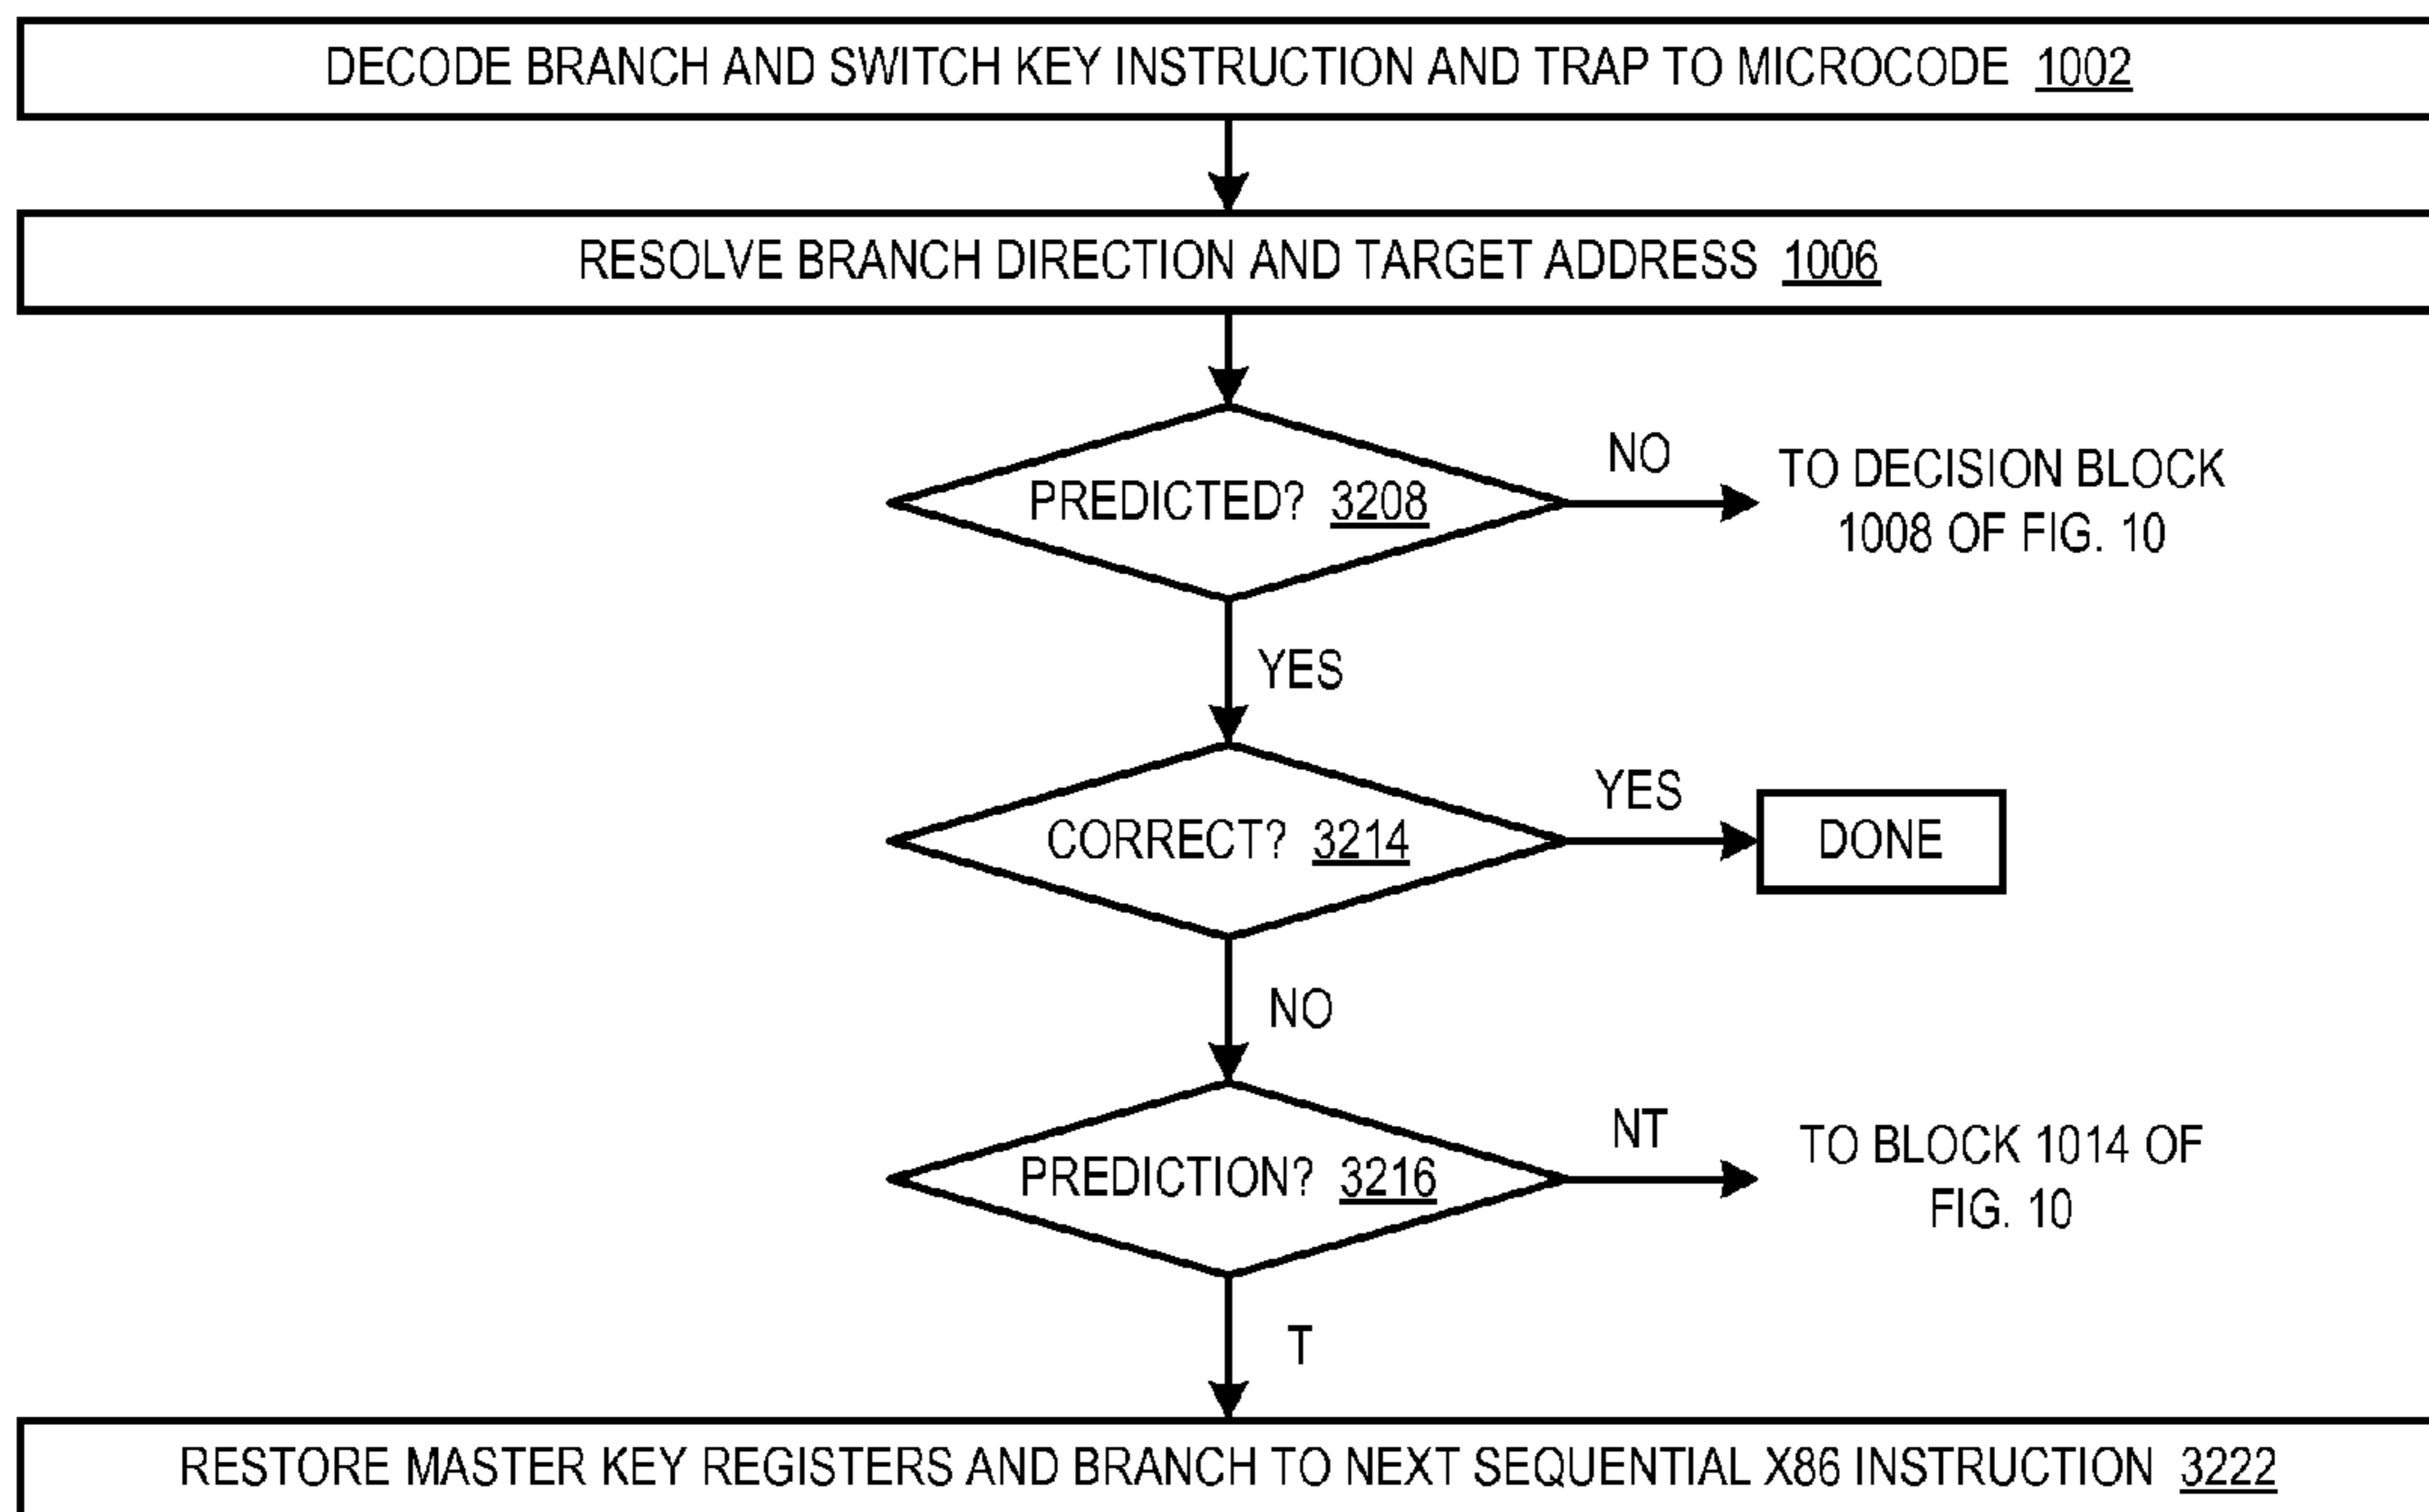 DECODE BRANCH AND SWITCH KEY INSTRUCTION AND TRAP TO MICROCODE 1002
RESOLVE BRANCH DIRECTION AND TARGET ADDRESS 1006
PREDICTED? 3208
NO
TO DECISION BLOCK
1008 OF FIG. 10
YES
CORRECT? 3214
YES
DONE
NO
PREDICTION? 3216
NT
TO BLOCK 1014 OF
FIG. 10
T
RESTORE MASTER KEY REGISTERS AND BRANCH TO NEXT SEQUENTIAL X86 INSTRUCTION 3222